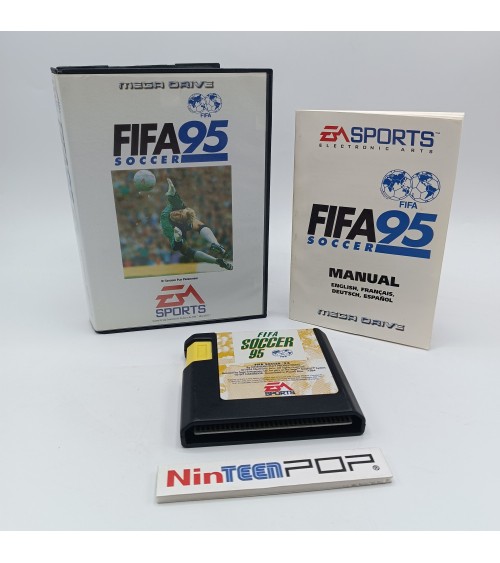 MEGA DRIVE
FIFA
FIFA 95
SOCCER
EA
SPORTS
EA SPORTS™
ELECTRONIC ARTS
FIFA
FIFA 95
SOCCER
MANUAL
ENGLISH, FRANÇAIS,
DEUTSCH, ESPAÑOL
MEGA DRIVE
FIFA
SOCCER
95
EA
SPORTS
NinTEENPOP®